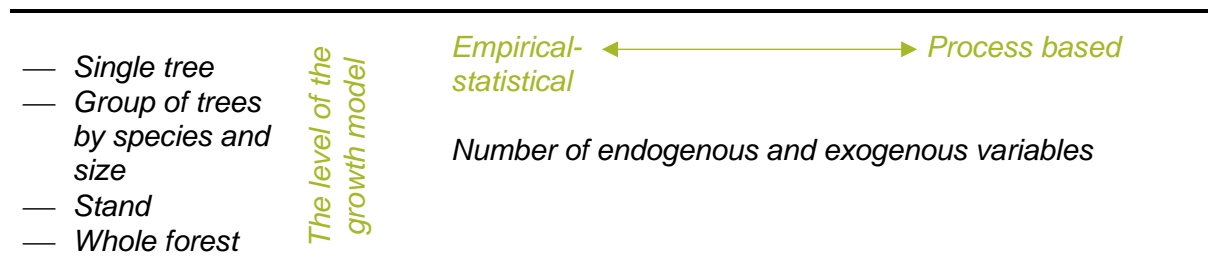 — Single tree
— Group of trees
by species and
size
— Stand
— Whole forest
The level of the
growth model
Empirical-
statistical
Process based
Number of endogenous and exogenous variables